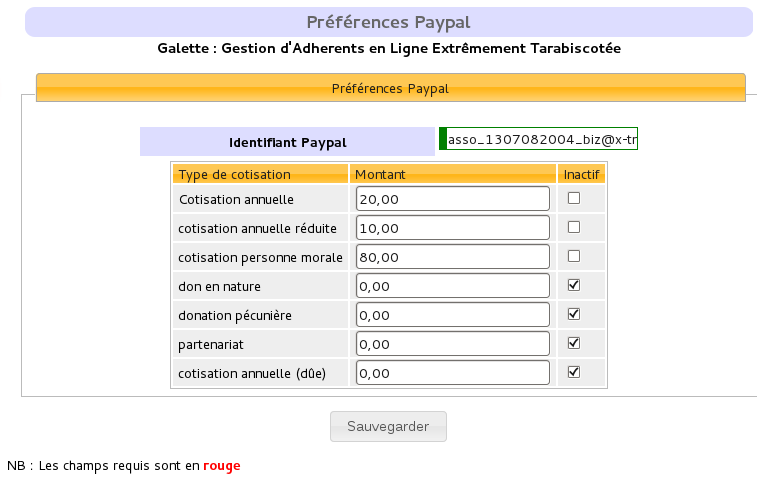 Préférences Paypal
Galette : Gestion d'Adherents en Ligne Extrêmement Tarabiscotée
Préférences Paypal
Identifiant Paypal asso_1307082004_biz@x-tr
Type de cotisation Montant Inactif
Cotisation annuelle 20,00
cotisation annuelle réduite 10,00
cotisation personne morale 80,00
don en nature 0,00
donation pécunière 0,00
partenariat 0,00
cotisation annuelle (dûe) 0,00
Sauvegarder
NB : Les champs requis sont en rouge